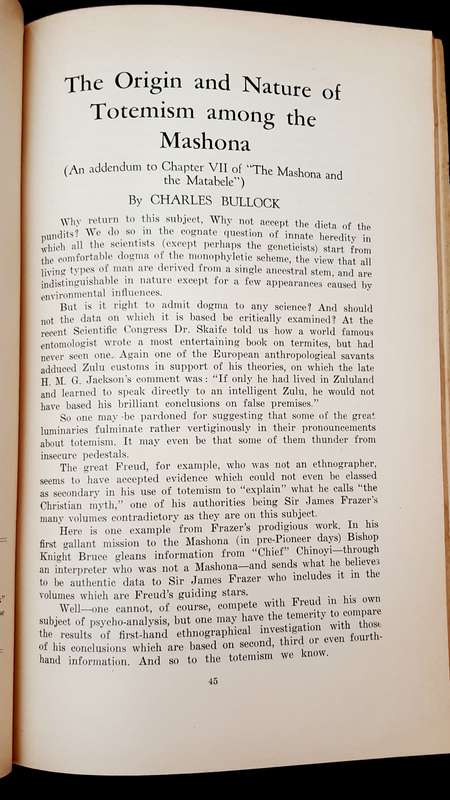 The Origin and Nature of
Totemism among the
Mashona
(An addendum to Chapter VII of "The Mashona and
the Matabele")
By CHARLES BULLOCK
Why return to this subject, Why not accept the dicta of the
pundits? We do so in the cognate question of innate heredity in
which all the scientists (except perhaps the geneticists) start from
the comfortable dogma of the monophyletic scheme, the view that all
living types of man are derived from a single ancestral stem, and are
indistinguishable in nature except for a few appearances caused by
environmental influences.
But is it right to admit dogma to any science? And should
not the data on which it is based be critically examined? At the
recent Scientific Congress Dr. Skaife told us how a world famous
entomologist wrote a most entertaining book on termites, but had
never seen one. Again one of the European anthropological savants
adduced Zulu customs in support of his theories, on which the late
H. M. G. Jackson's comment was: "If only he had lived in Zululand
and learned to speak directly to an intelligent Zulu, he would not
have based his brilliant conclusions on false premises."
So one may be pardoned for suggesting that some of the great
luminaries fulminate rather vertiginously in their pronouncements
about totemism. It may even be that some of them thunder from
insecure pedestals.
The great Freud, for example, who was not an ethnographer,
seems to have accepted evidence which could not even be classed
as secondary in his use of totemism to "explain" what he calls "the
Christian myth," one of his authorities being Sir James Frazer's
many volumes contradictory as they are on this subject.
Here is one example from Frazer's prodigious work. In his
first gallant mission to the Mashona (in pre-Pioneer days) Bishop
Knight Bruce gleans information from "Chief" Chinoyi—through
an interpreter who was not a Mashona—and sends what he believes
to be authentic data to Sir James Frazer who includes it in the
volumes which are Freud's guiding stars.
Well—one cannot, of course, compete with Freud in his own
subject of psycho-analysis, but one may have the temerity to compare
the results of first-hand ethnographical investigation with those
of his conclusions which are based on second, third or even fourth-
hand information. And so to the totemism we know.
45